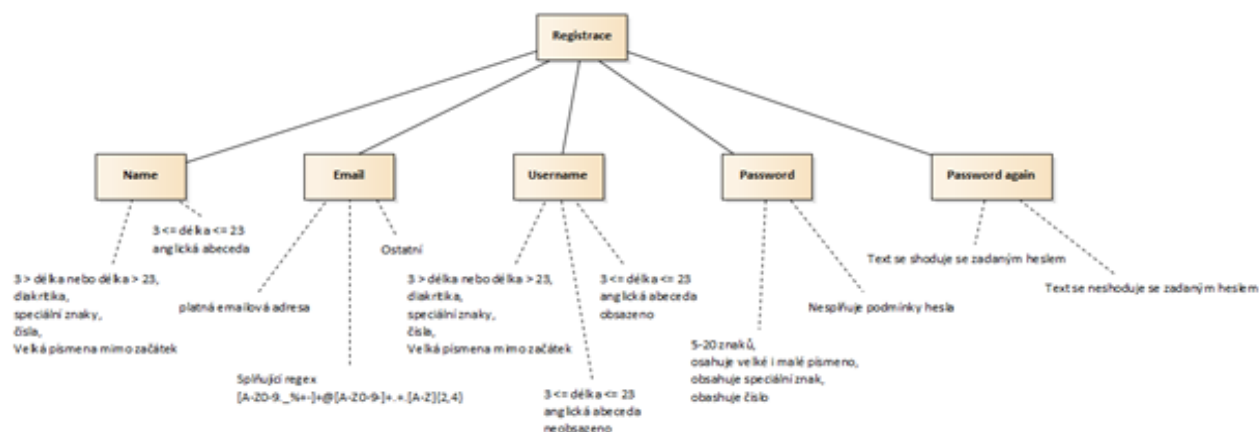 Registrace
Name
Email
Username
Password
Password again
3 <= délka <= 23
anglická abeceda
3 > délka nebo délka > 23,
diakrtika,
speciální znaky,
čísla,
Velká písmena mimo začátek
Ostatní
platná emailová adresa
Splňující regex
[A-Z0-9._%+-]+@[A-Z0-9-]+.+.[A-Z]{2,4}
3 > délka nebo délka > 23,
diakrtika,
speciální znaky,
čísla,
Velká písmena mimo začátek
3 <= délka <= 23
anglická abeceda
obsazeno
3 <= délka <= 23
anglická abeceda
neobsazeno
5-20 znaků,
osahuje velké i malé písmeno,
obsahuje speciální znak,
obashuje číslo
Nesplňuje podmínky hesla
Text se shoduje se zadaným heslem
Text se neshoduje se zadaným heslem